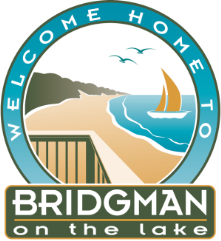 WELCOME HOME TO
BRIDGMAN
on the lake